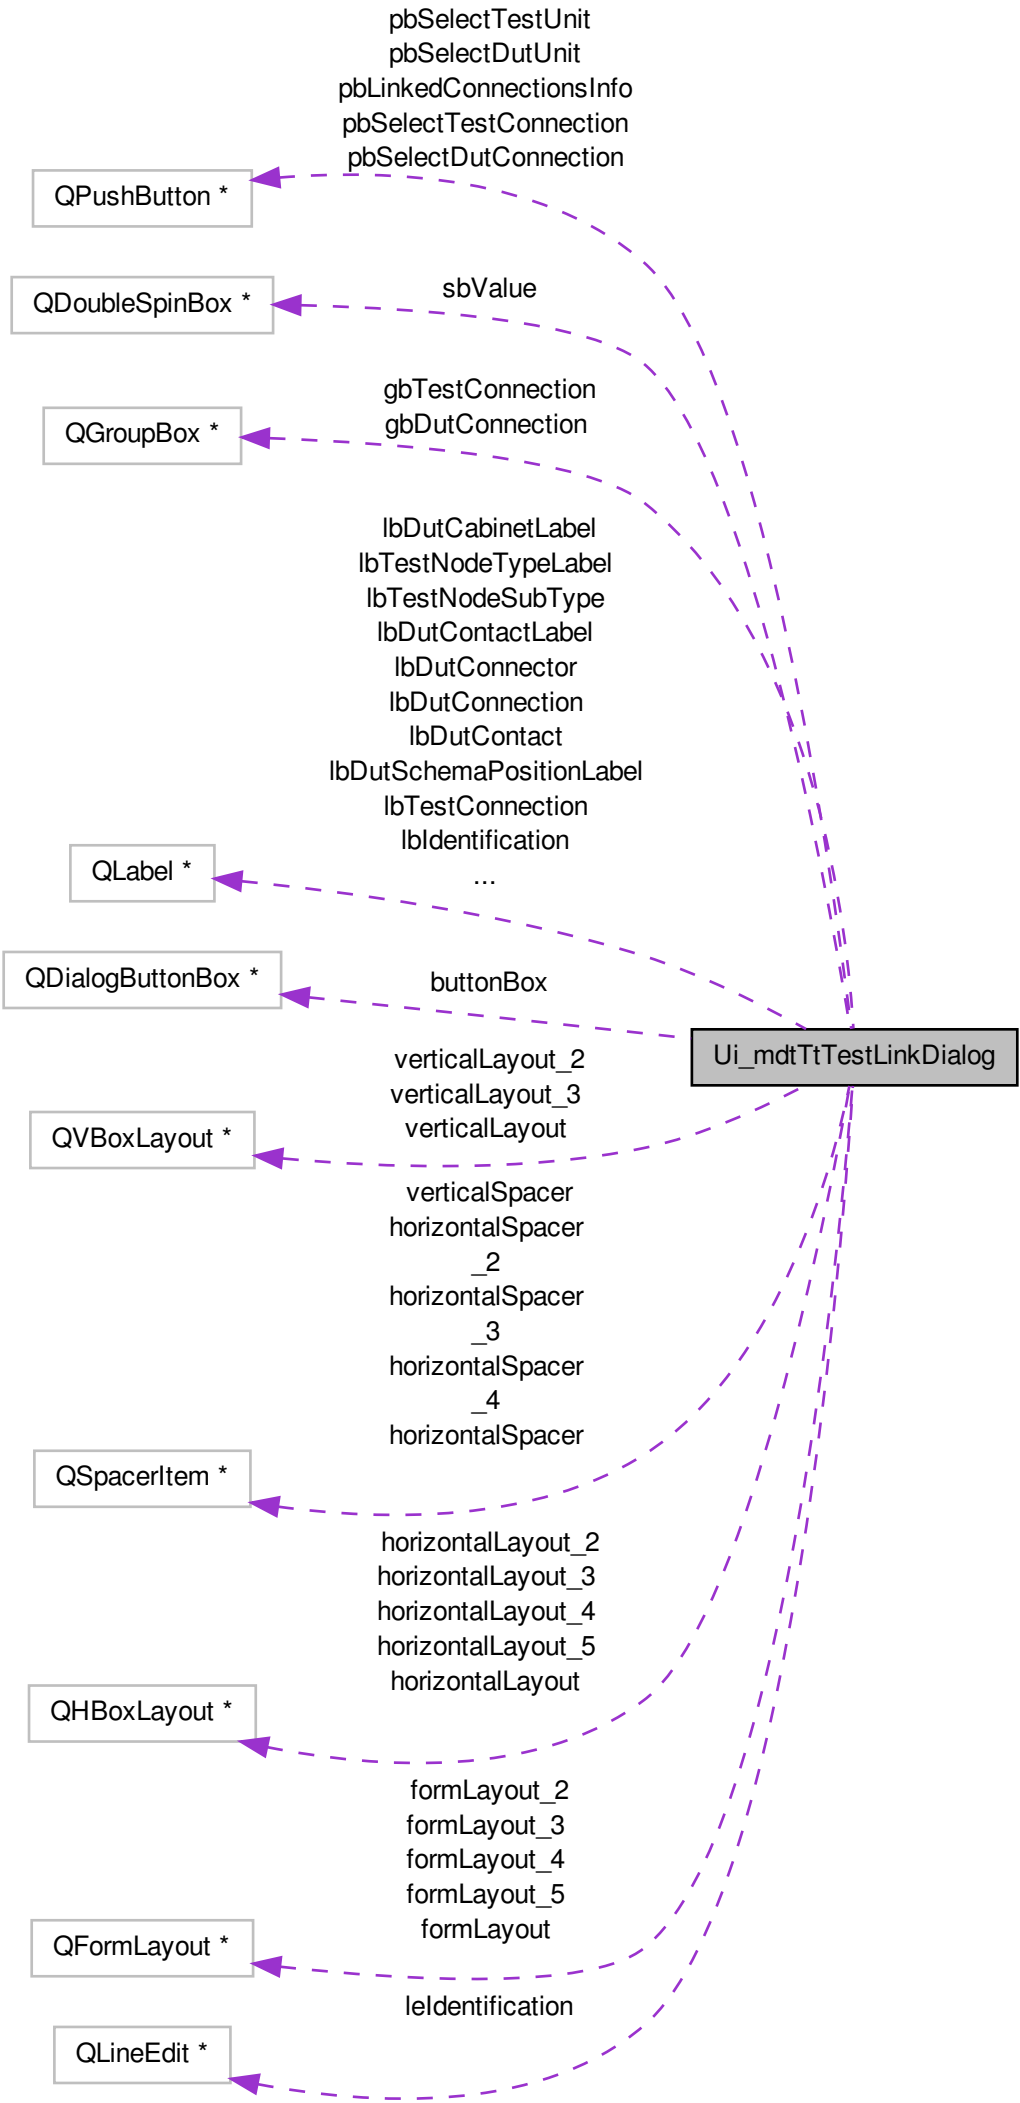 pbSelectTestUnit
pbSelectDutUnit
pbLinkedConnectionsInfo
pbSelectTestConnection
pbSelectDutConnection
QPushButton *
QDoubleSpinBox *
sbValue
gbTestConnection
gbDutConnection
QGroupBox *
lbDutCabinetLabel
lbTestNodeTypeLabel
lbTestNodeSubType
lbDutContactLabel
lbDutConnector
lbDutConnection
lbDutContact
lbDutSchemaPositionLabel
lbTestConnection
lbIdentification
...
QLabel *
QDialogButtonBox *
buttonBox
Ui_mdtTtTestLinkDialog
verticalLayout_2
verticalLayout_3
verticalLayout
QVBoxLayout *
verticalSpacer
horizontalSpacer
_2
horizontalSpacer
_3
horizontalSpacer
_4
horizontalSpacer
QSpacerItem *
horizontalLayout_2
horizontalLayout_3
horizontalLayout_4
horizontalLayout_5
horizontalLayout
QHBoxLayout *
formLayout_2
formLayout_3
formLayout_4
formLayout_5
formLayout
QFormLayout *
leIdentification
QLineEdit *